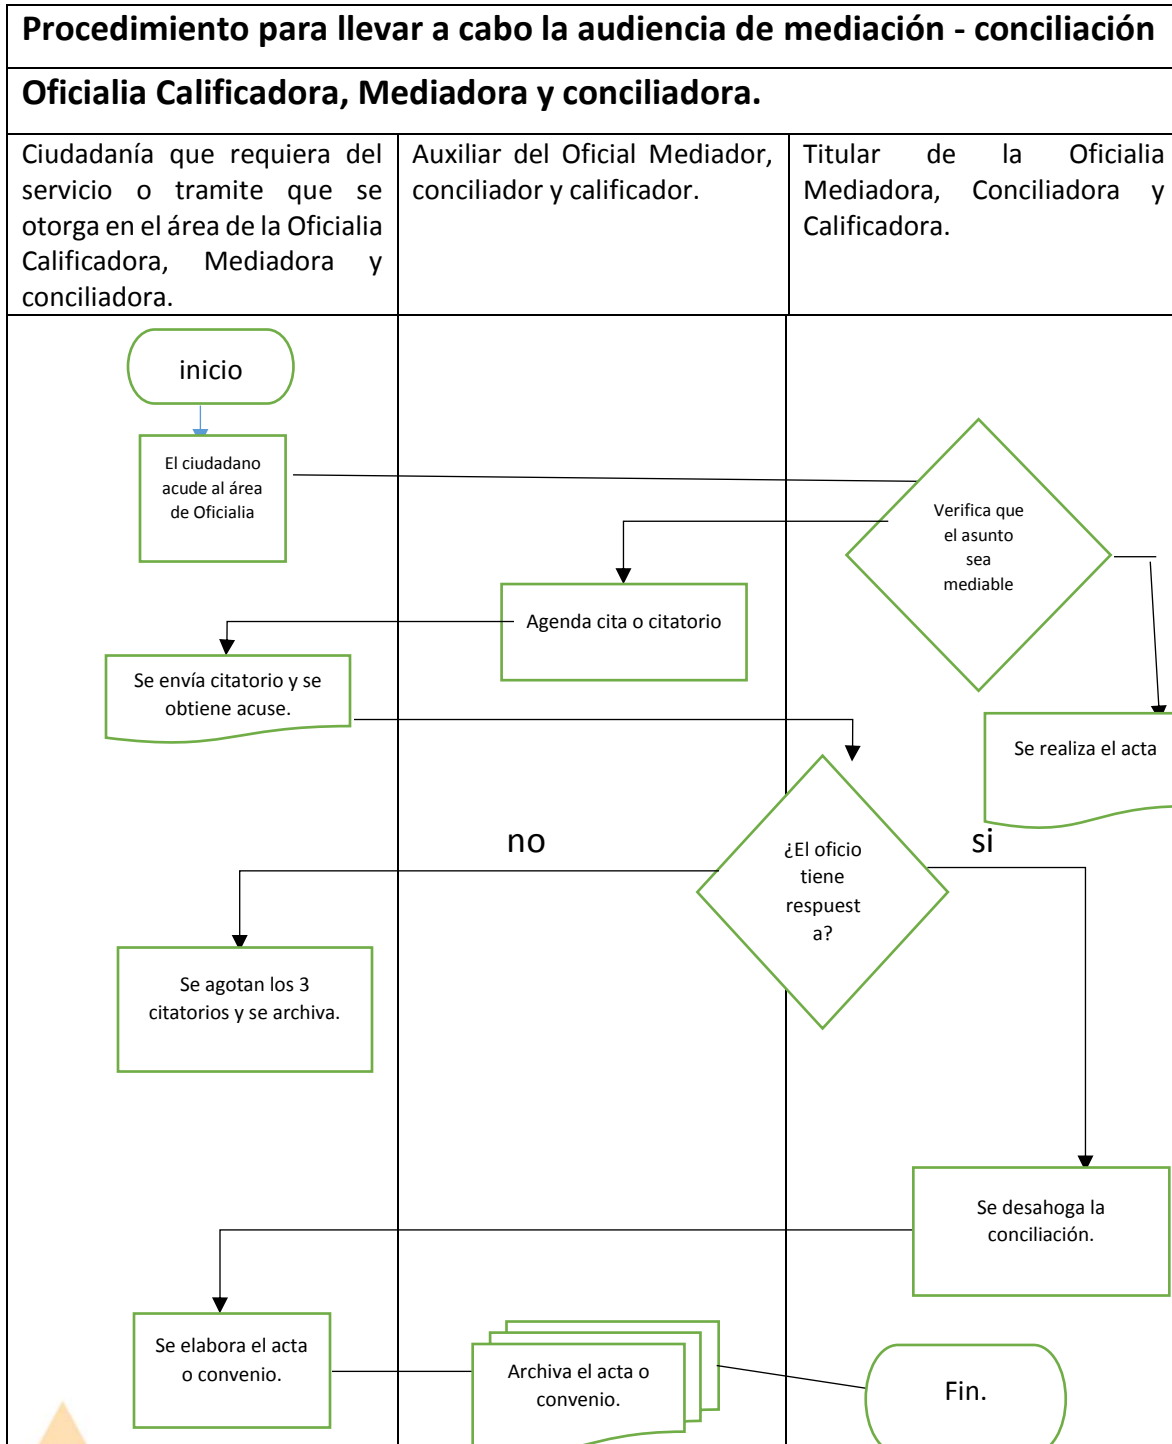 Procedimiento para llevar a cabo la audiencia de mediación - conciliación
Oficialia Calificadora, Mediadora y conciliadora.
Ciudadanía que requiera del
servicio o tramite que se
otorga en el área de la Oficialia
Calificadora, Mediadora y
conciliadora.
Auxiliar del Oficial Mediador,
conciliador y calificador.
Titular de la Oficialia
Mediadora, Conciliadora y
Calificadora.
inicio
El ciudadano
acude al área
de Oficialia
Verifica que
el asunto
sea
mediable
Agenda cita o citatorio
Se envía citatorio y se
obtiene acuse.
Se realiza el acta
no
¿El oficio
tiene
respuest
a?
si
Se agotan los 3
citatorios y se archiva.
Se desahoga la
conciliación.
Se elabora el acta
o convenio.
Archiva el acta o
convenio.
Fin.